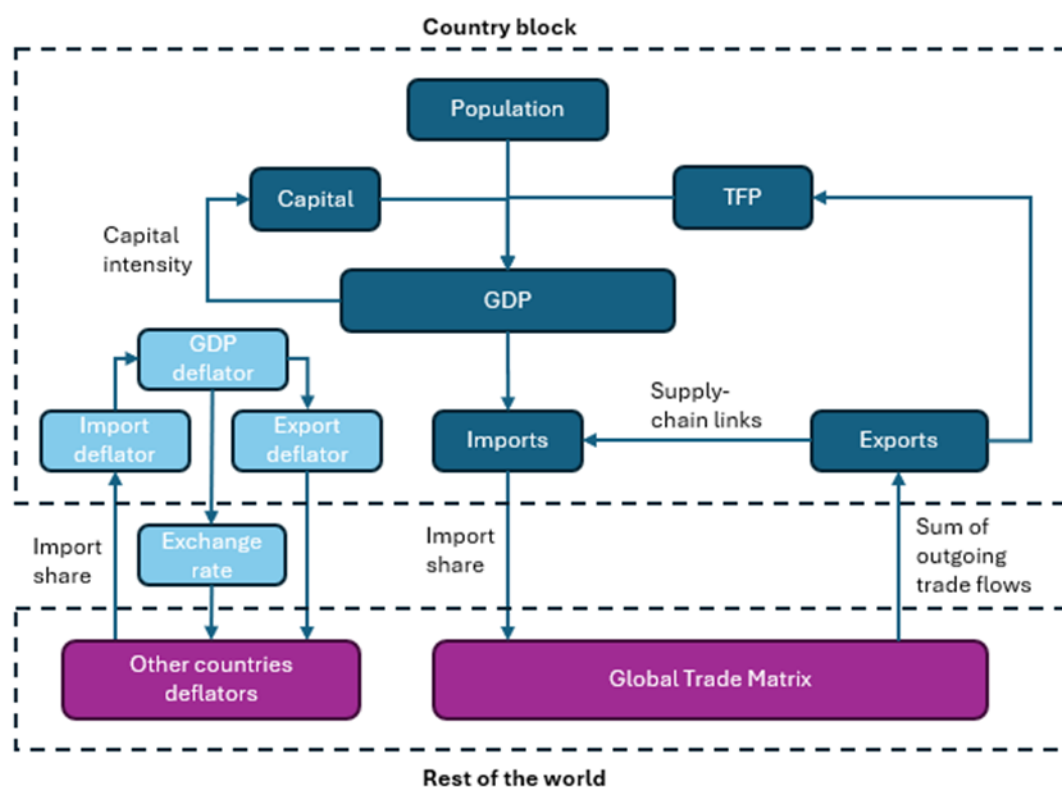 Country block
Population
Capital
TFP
Capital
intensity
GDP
GDP
deflator
Import
deflator
Export
deflator
Supply-
chain links
Imports
Exports
Exchange
rate
Import
share
Import
share
Sum of
outgoing
trade flows
Other countries
deflators
Global Trade Matrix
Rest of the world